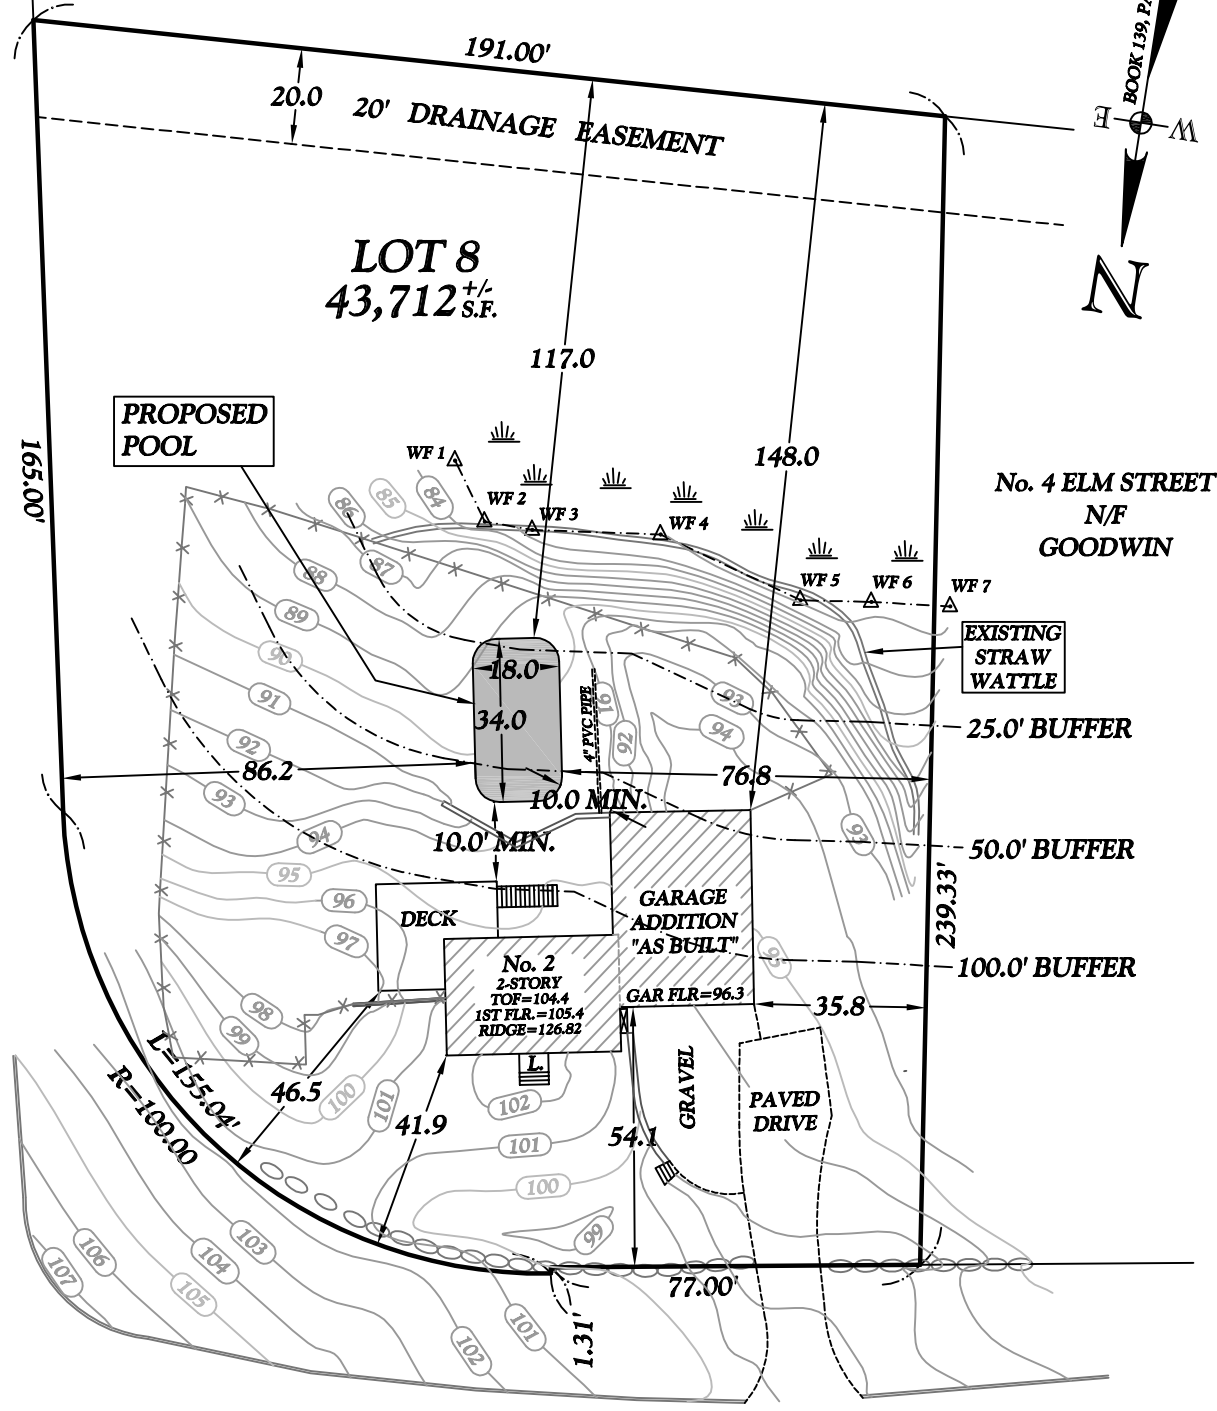 BOOK 139, PA
E
W
N
191.00'
20.0
20' DRAINAGE EASEMENT
LOT 8
43,712 +/- S.F.
117.0
148.0
165.00'
PROPOSED
POOL
WF 1
WF 2
WF 3
WF 4
WF 5
WF 6
WF 7
No. 4 ELM STREET
N/F
GOODWIN
EXISTING
STRAW
WATTLE
86
85
84
87
88
89
90
91
92
93
94
95
96
97
98
99
100
101
18.0
34.0
4" PVC PIPE
91
92
93
94
93
95
25.0' BUFFER
86.2
76.8
10.0 MIN.
10.0' MIN.
50.0' BUFFER
239.33'
100.0' BUFFER
DECK
GARAGE
ADDITION
"AS BUILT"
GAR FLR=96.3
No. 2
2-STORY
TOF=104.4
1ST FLR.=105.4
RIDGE=126.82
L.
35.8
L=155.04'
R=100.00
46.5
41.9
54.1
GRAVEL
PAVED
DRIVE
102
101
100
99
107
106
105
104
103
102
101
77.00'
1.31'